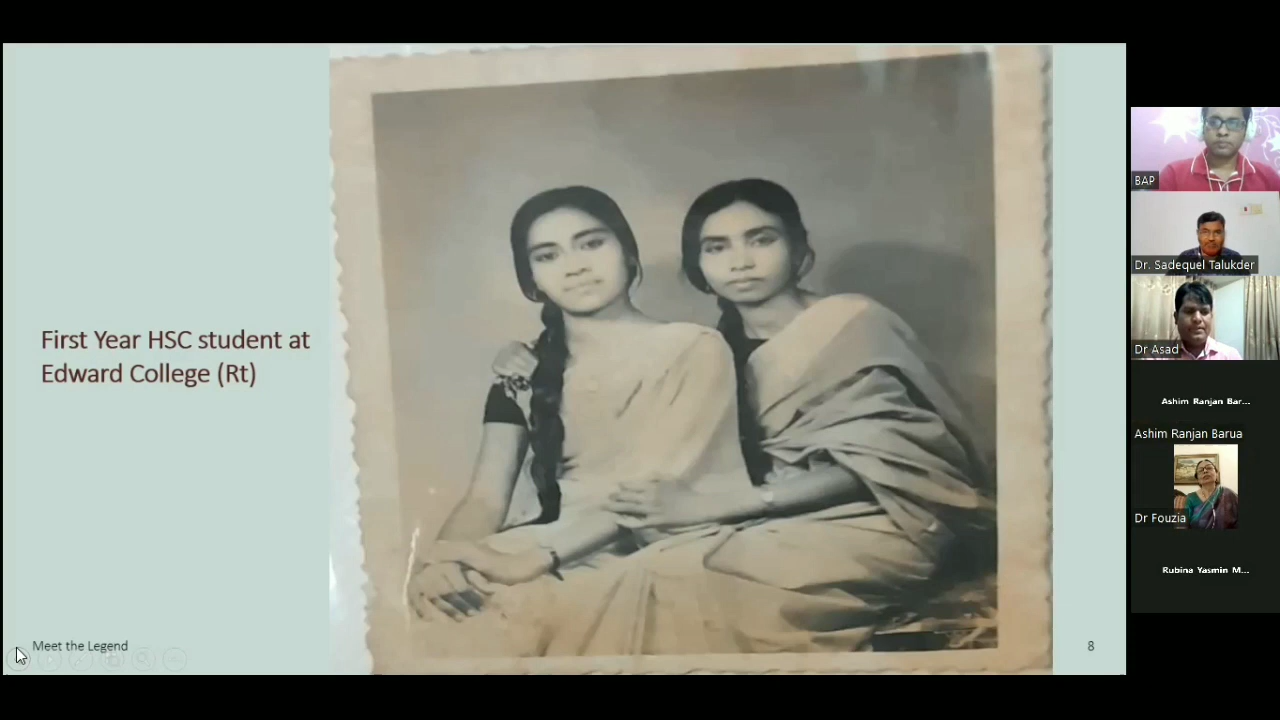 First Year HSC student at
Edward College (Rt)
Meet the Legend
8
BAP
Dr. Sadequel Talukder
Dr Asad
Ashim Ranjan Bar...
Ashim Ranjan Barua
Dr Fouzia
Rubina Yasmin M...